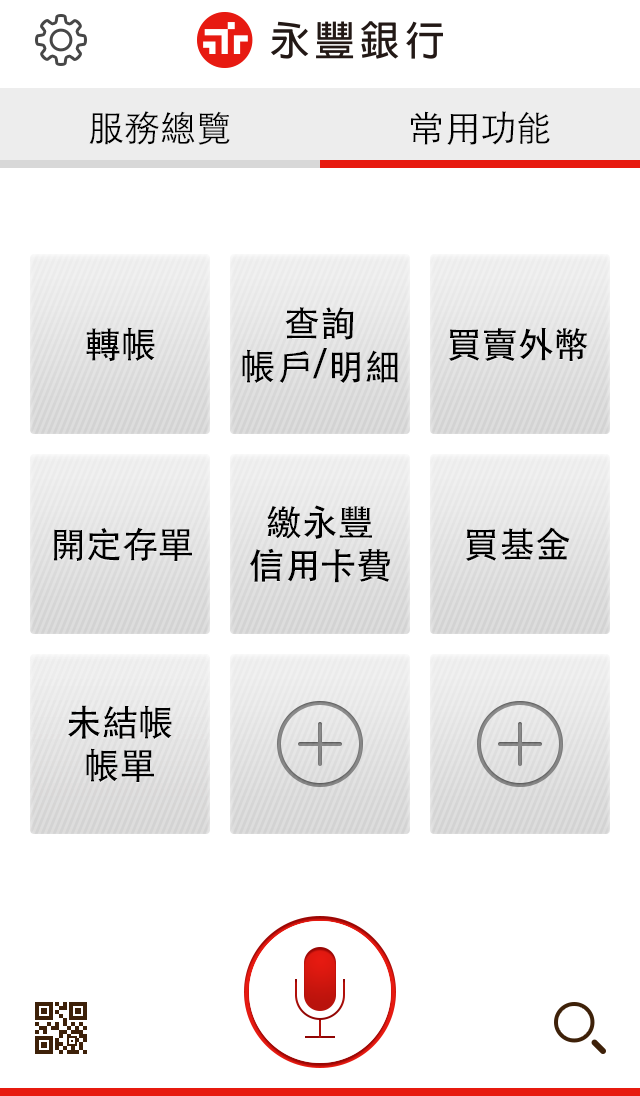 永豐銀行
服務總覽
常用功能
轉帳
查詢
帳戶/明細
買賣外幣
開定存單
繳永豐
信用卡費
買基金
未結帳
帳單